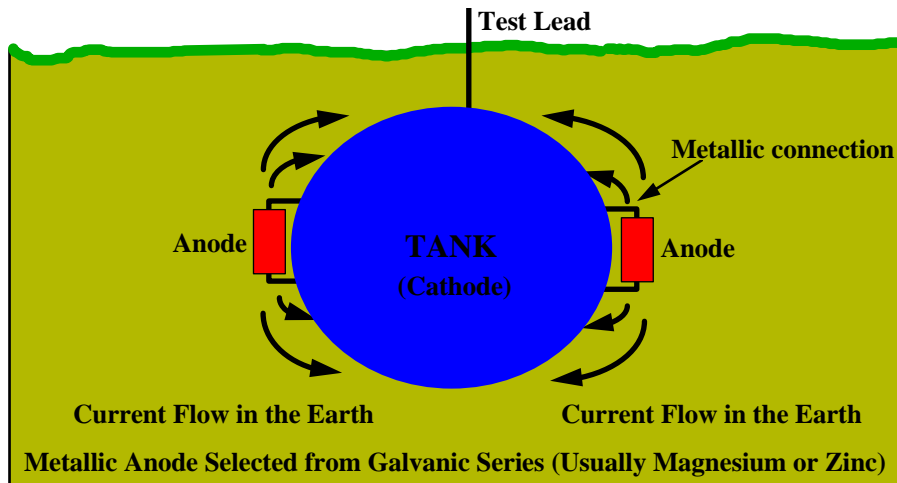 Test Lead
Metallic connection
Anode
TANK
Anode
(Cathode)
Current Flow in the Earth
Current Flow in the Earth
Metallic Anode Selected from Galvanic Series (Usually Magnesium or Zinc)